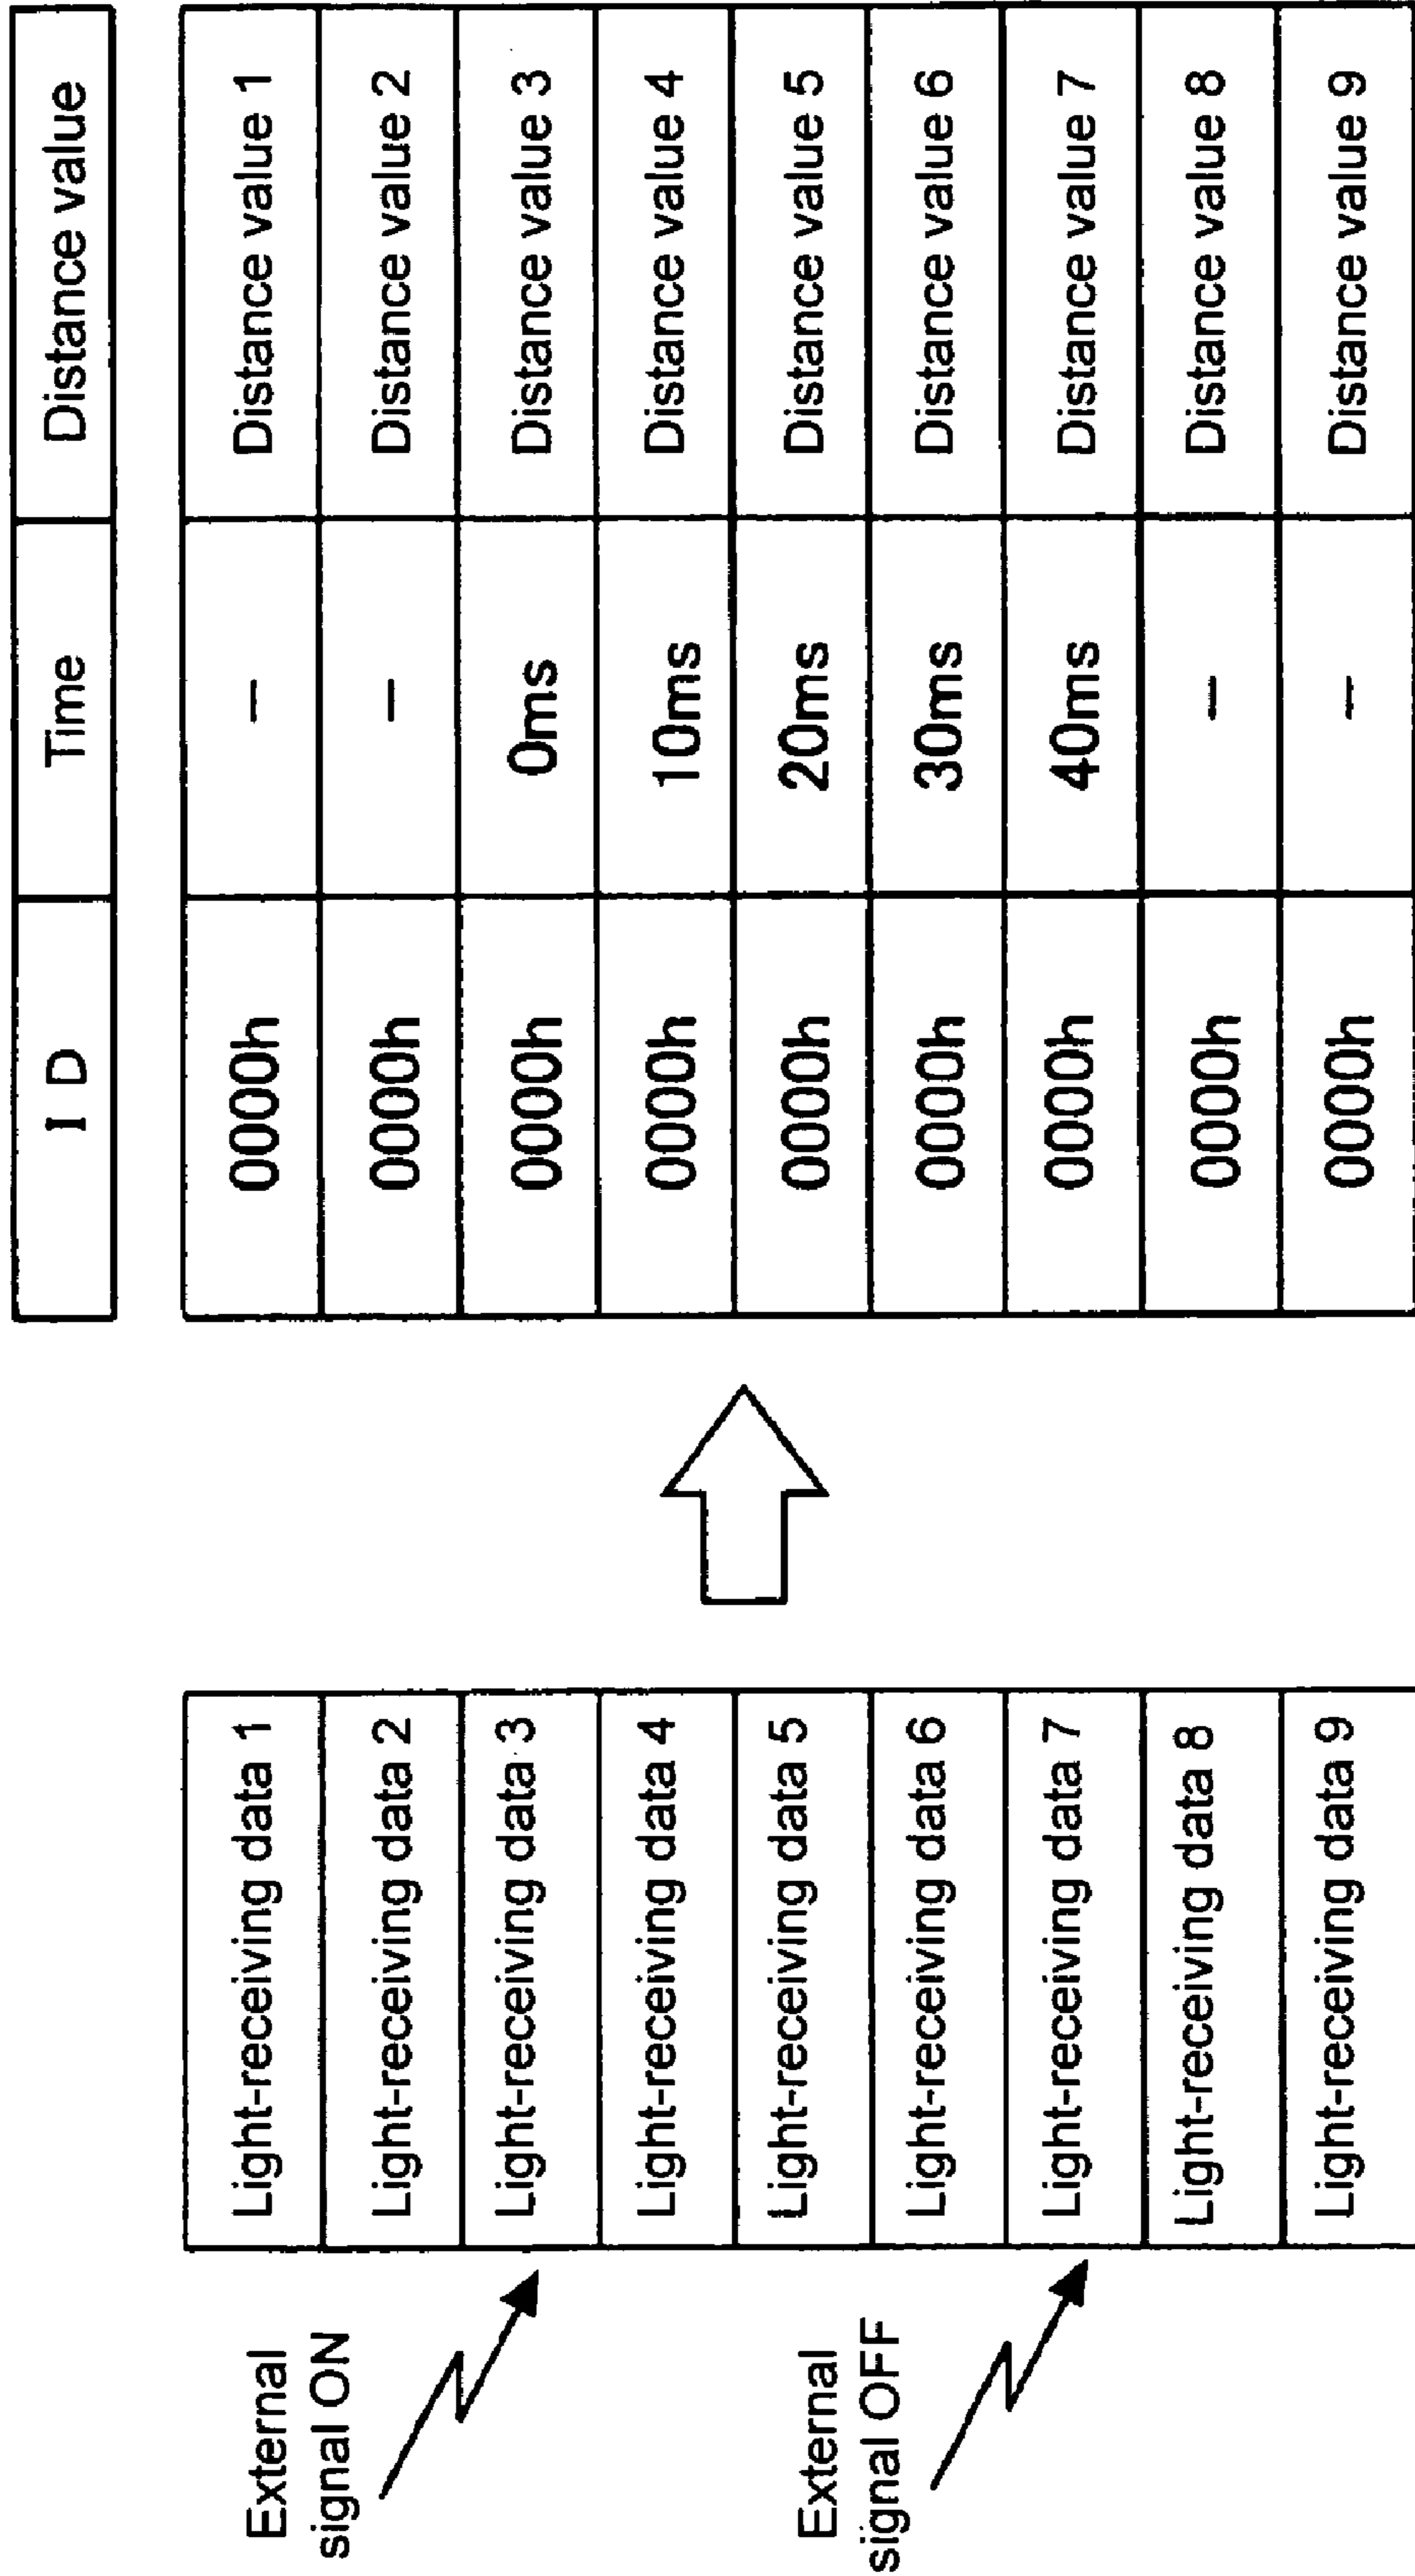 I D Time Distance value
External
signal ON
External
signal OFF
Light-receiving data 1
Light-receiving data 2
Light-receiving data 3
Light-receiving data 4
Light-receiving data 5
Light-receiving data 6
Light-receiving data 7
Light-receiving data 8
Light-receiving data 9
0000h – Distance value 1
0000h – Distance value 2
0000h 0ms Distance value 3
0000h 10ms Distance value 4
0000h 20ms Distance value 5
0000h 30ms Distance value 6
0000h 40ms Distance value 7
0000h – Distance value 8
0000h – Distance value 9